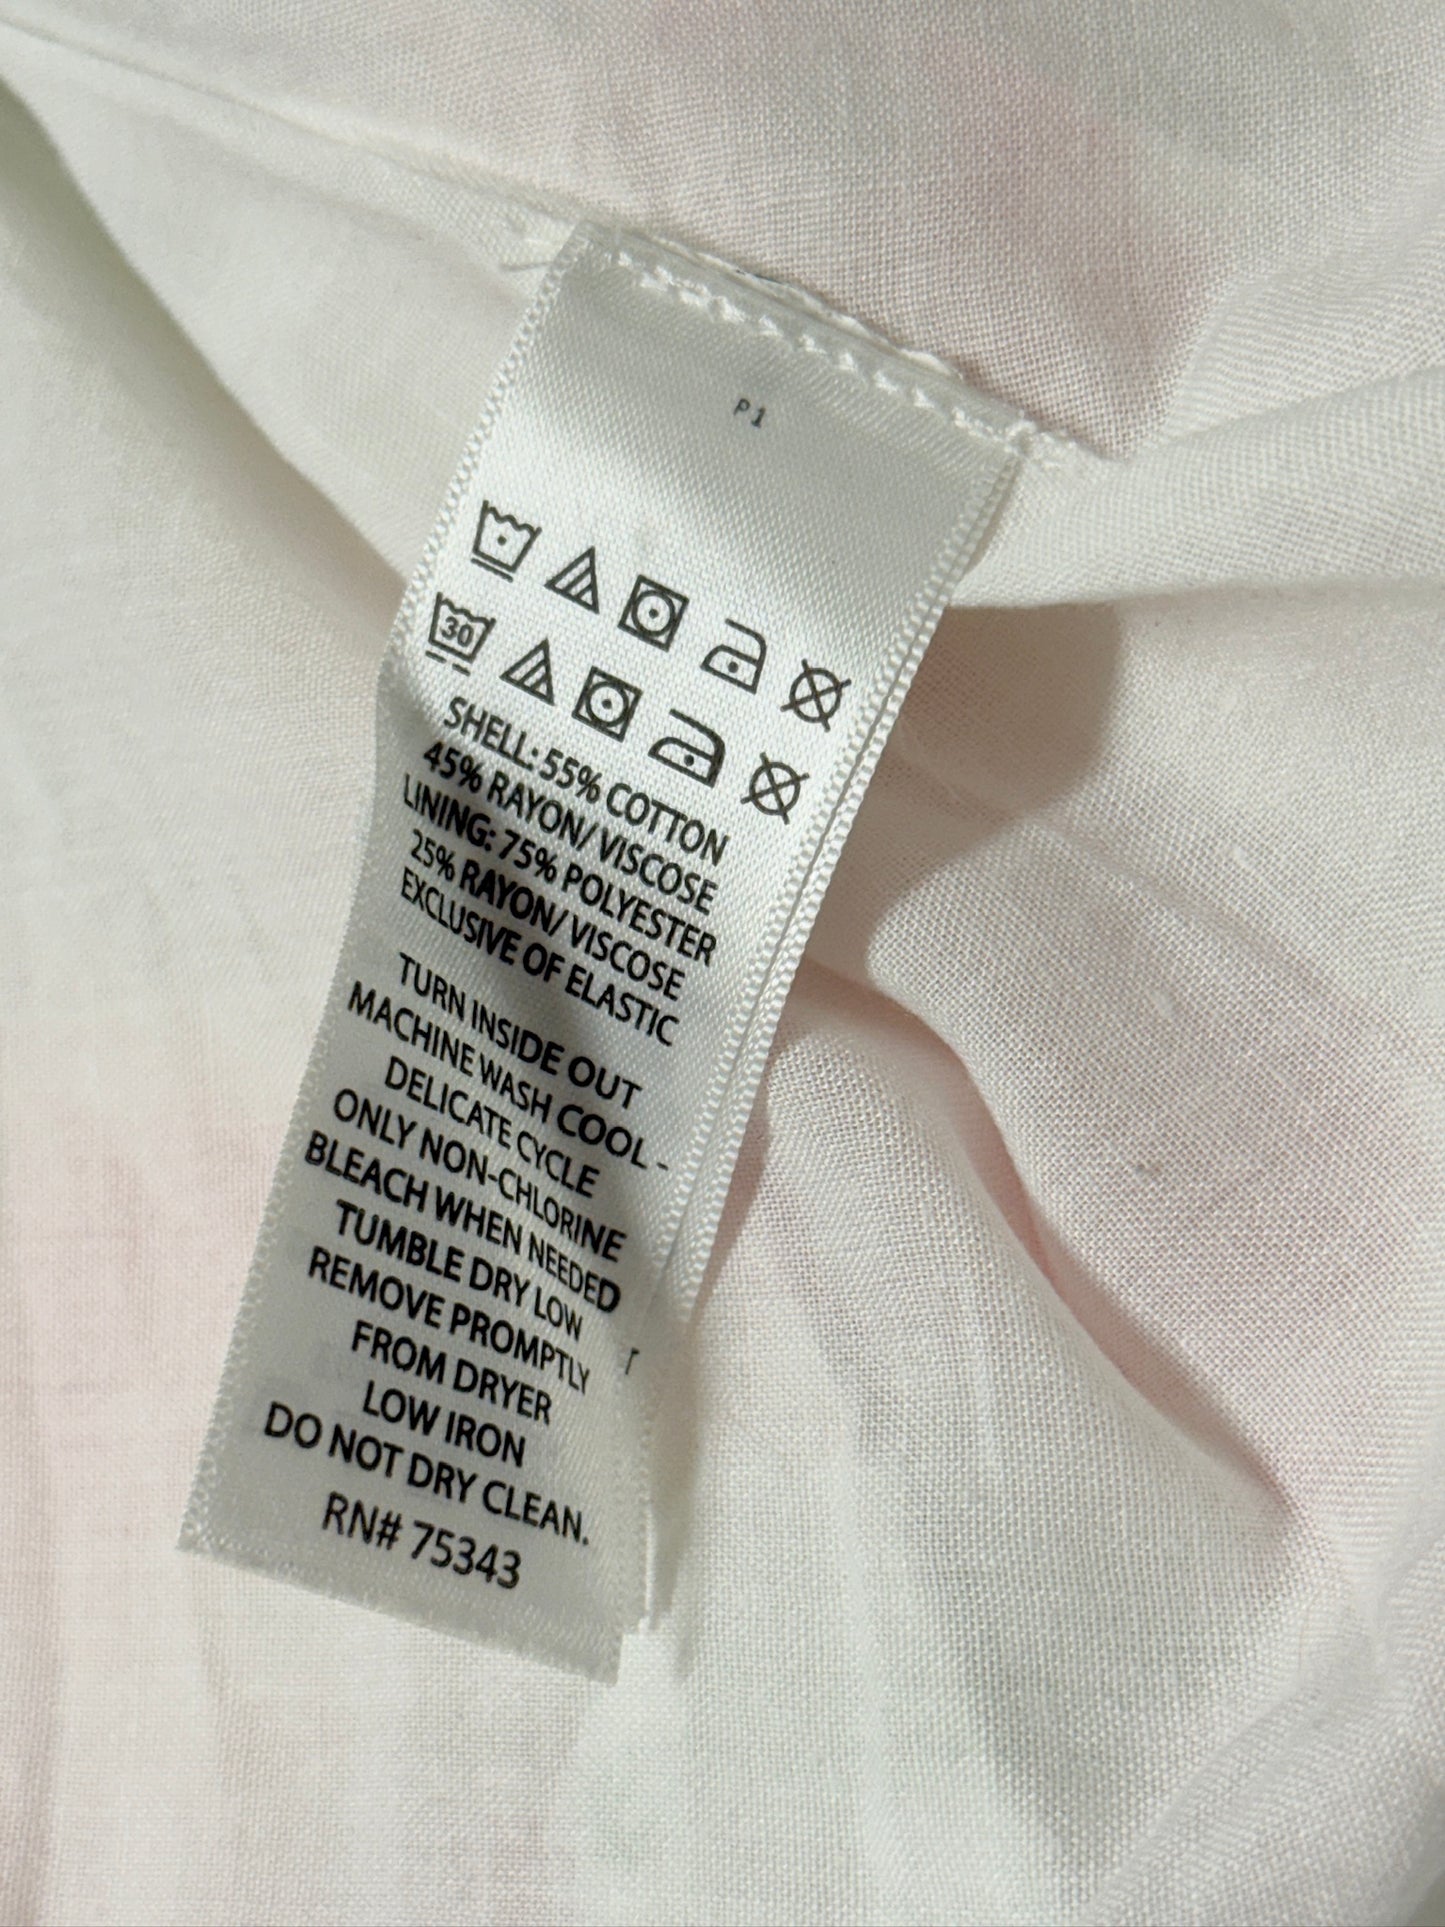 P1
30
SHELL: 55% COTTON
45% RAYON/VISCOSE
LINING: 75% POLYESTER
25% RAYON/VISCOSE
EXCLUSIVE OF ELASTIC
TURN INSIDE OUT
MACHINE WASH COOL -
DELICATE CYCLE
ONLY NON-CHLORINE
BLEACH WHEN NEEDED
TUMBLE DRY LOW
REMOVE PROMPTLY
FROM DRYER
LOW IRON
DO NOT DRY CLEAN.
RN# 75343